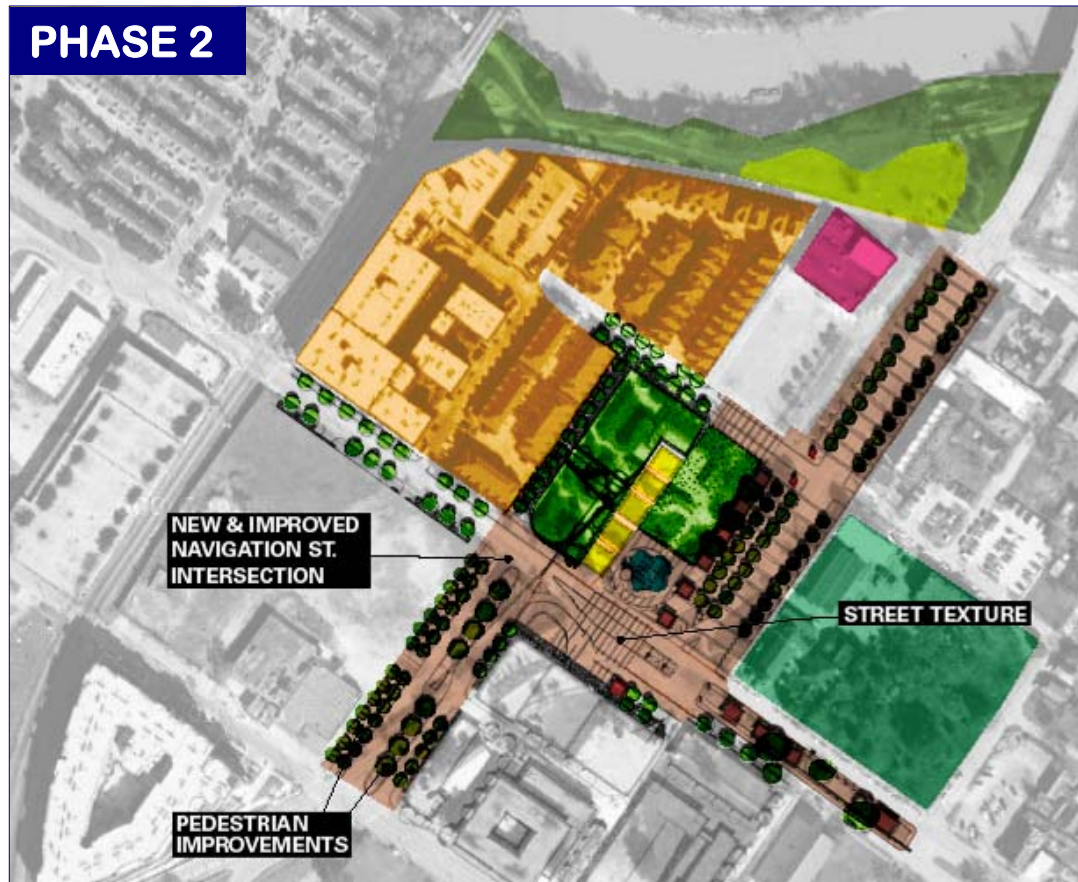 PHASE 2
NEW & IMPROVED
NAVIGATION ST.
INTERSECTION
STREET TEXTURE
PEDESTRIAN
IMPROVEMENTS